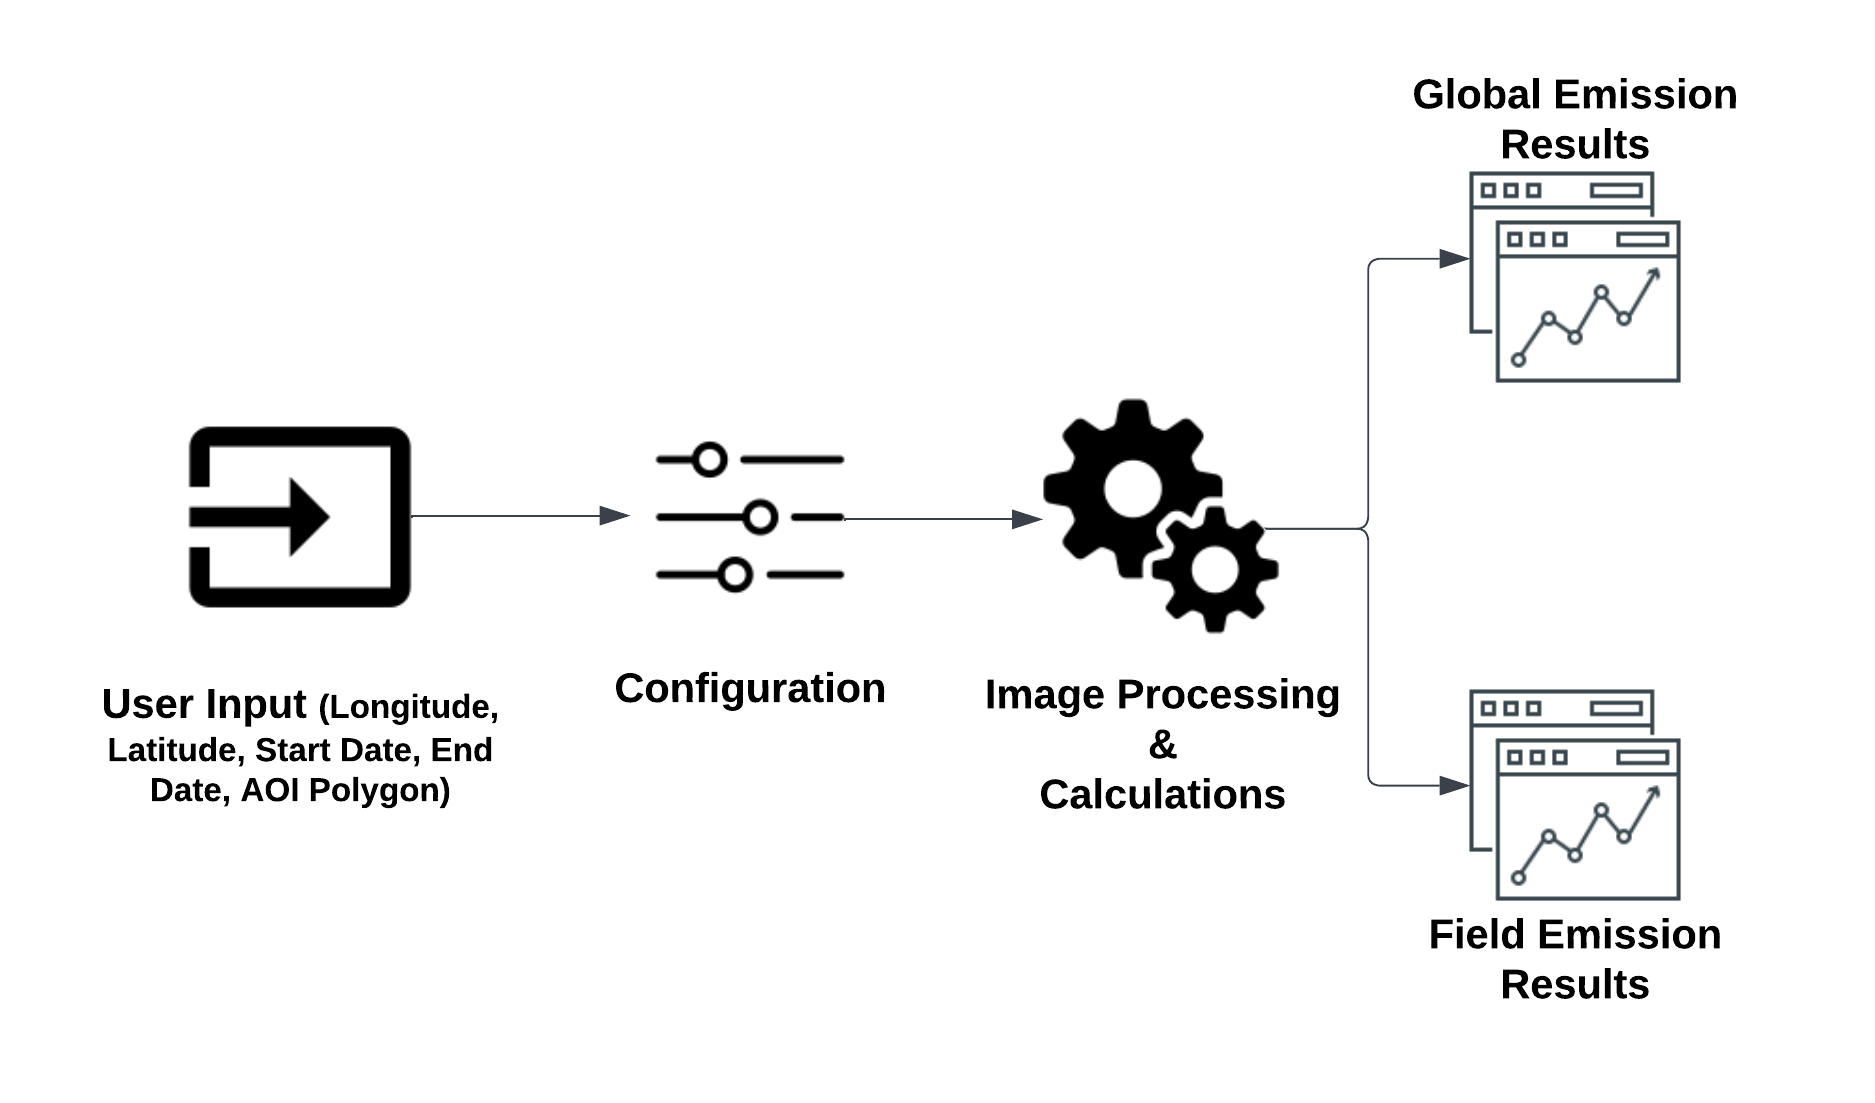 Global Emission
Results
User Input (Longitude,
Latitude, Start Date, End
Date, AOI Polygon)
Configuration
Image Processing
&
Calculations
Field Emission
Results